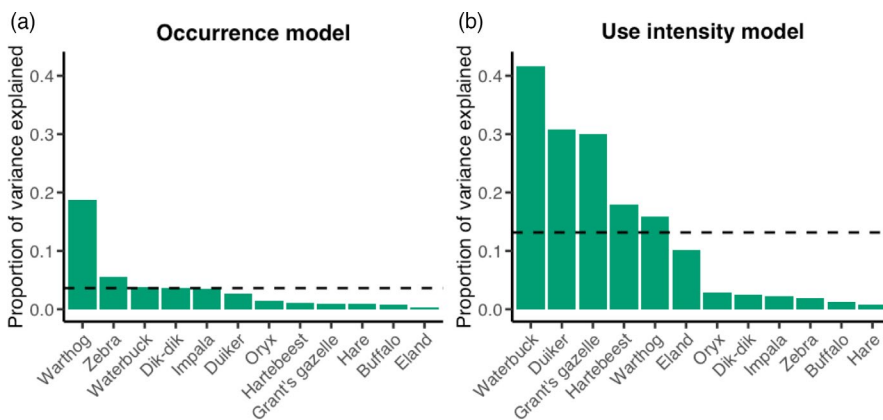 (a)
Occurrence model
Proportion of variance explained
0.4
0.3
0.2
0.1
0.0
Warthog
Zebra
Waterbuck
Dik-dik
Impala
Duiker
Oryx
Hartebeest
Grant's gazelle
Hare
Buffalo
Eland
(b)
Use intensity model
Proportion of variance explained
0.4
0.3
0.2
0.1
0.0
Waterbuck
Duiker
Grant's gazelle
Hartebeest
Warthog
Eland
Oryx
Dik-dik
Impala
Zebra
Buffalo
Hare